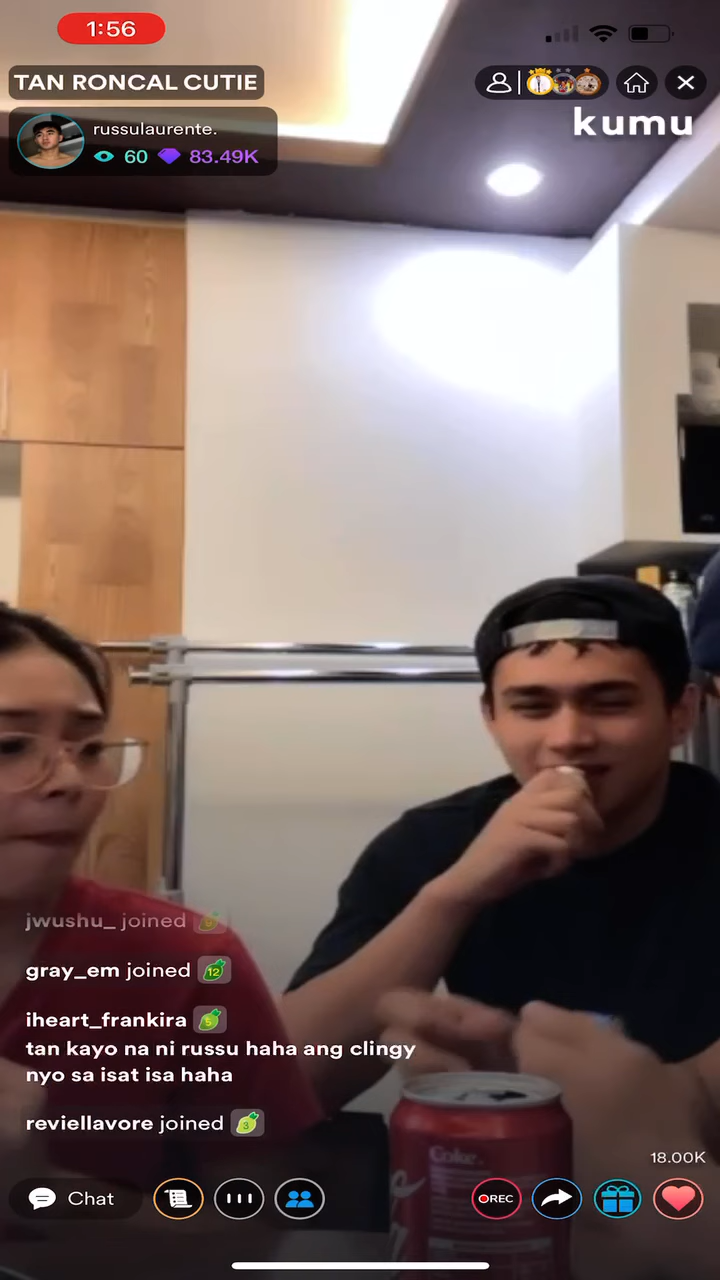 1:56
TAN RONCAL CUTIE
kumu
russulaurente.
60 83.49K
jwushu_ joined
gray_em joined 12
iheart_frankira 5
tan kayo na ni russu haha ang clingy
nyo sa isat isa haha
reviellavore joined 3
18.00K
Chat
REC
Coke